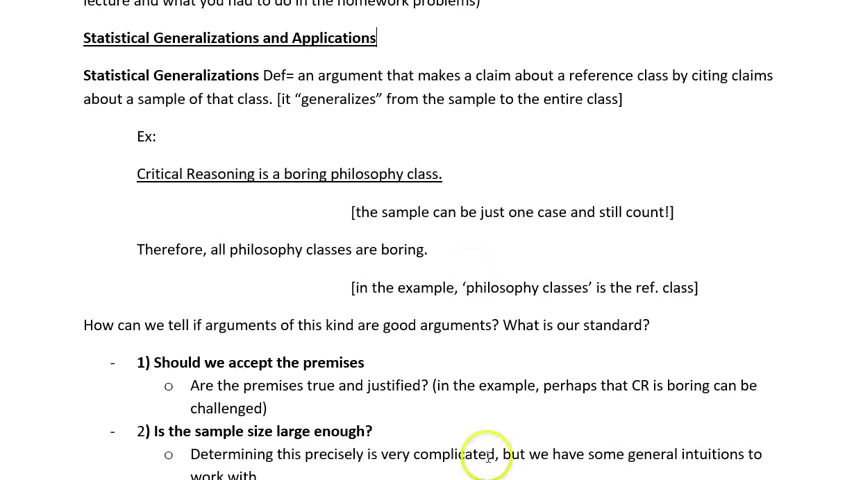 lecture and what you had to do in the homework problems)
Statistical Generalizations and Applications
Statistical Generalizations Def= an argument that makes a claim about a reference class by citing claims
about a sample of that class. [it “generalizes” from the sample to the entire class]
Ex:
Critical Reasoning is a boring philosophy class.
[the sample can be just one case and still count!]
Therefore, all philosophy classes are boring.
[in the example, ‘philosophy classes’ is the ref. class]
How can we tell if arguments of this kind are good arguments? What is our standard?
- 1) Should we accept the premises
o Are the premises true and justified? (in the example, perhaps that CR is boring can be
challenged)
- 2) Is the sample size large enough?
o Determining this precisely is very complicated, but we have some general intuitions to
work with